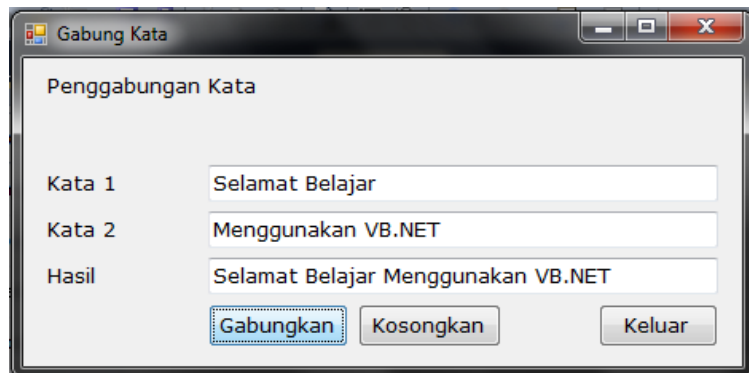 Gabung Kata
Penggabungan Kata
Kata 1 Selamat Belajar
Kata 2 Menggunakan VB.NET
Hasil Selamat Belajar Menggunakan VB.NET
Gabungkan Kosongkan Keluar